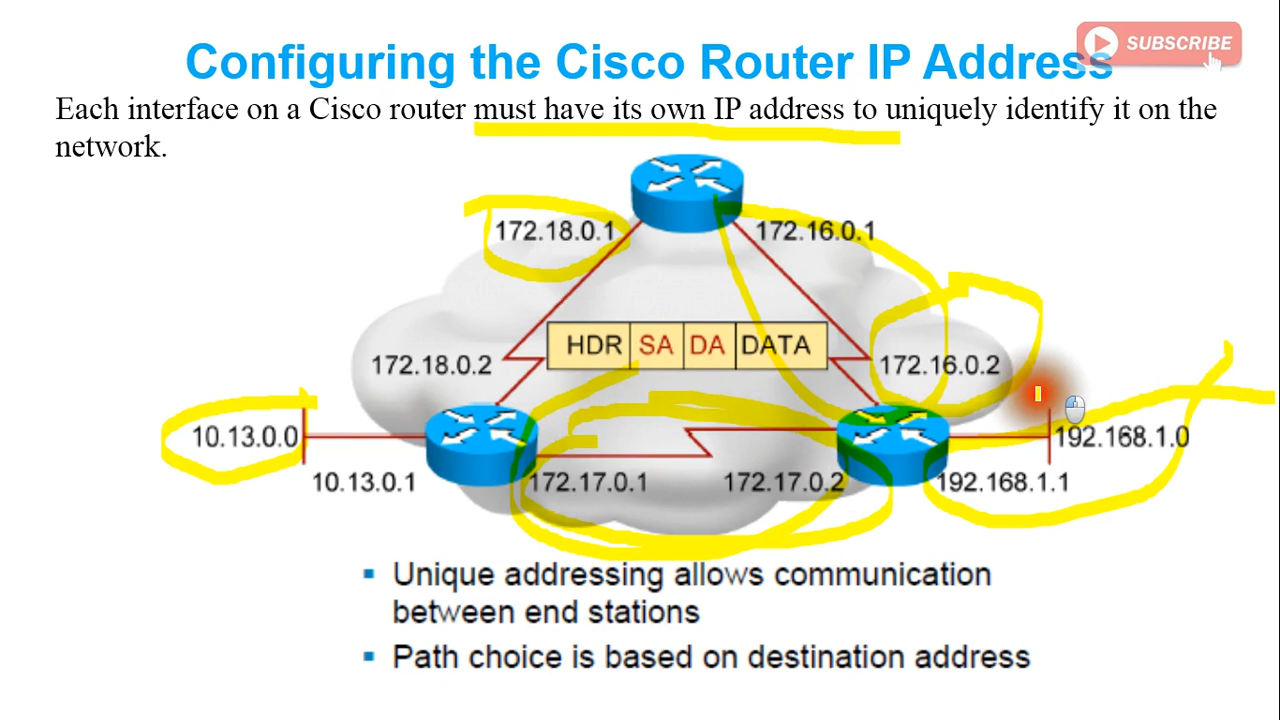 SUBSCRIBE
Configuring the Cisco Router IP Address
Each interface on a Cisco router must have its own IP address to uniquely identify it on the
network.
172.18.0.1
172.16.0.1
HDR SA DA DATA
172.18.0.2
172.16.0.2
10.13.0.0
192.168.1.0
10.13.0.1
172.17.0.1
172.17.0.2
192.168.1.1
▪ Unique addressing allows communication
between end stations
▪ Path choice is based on destination address